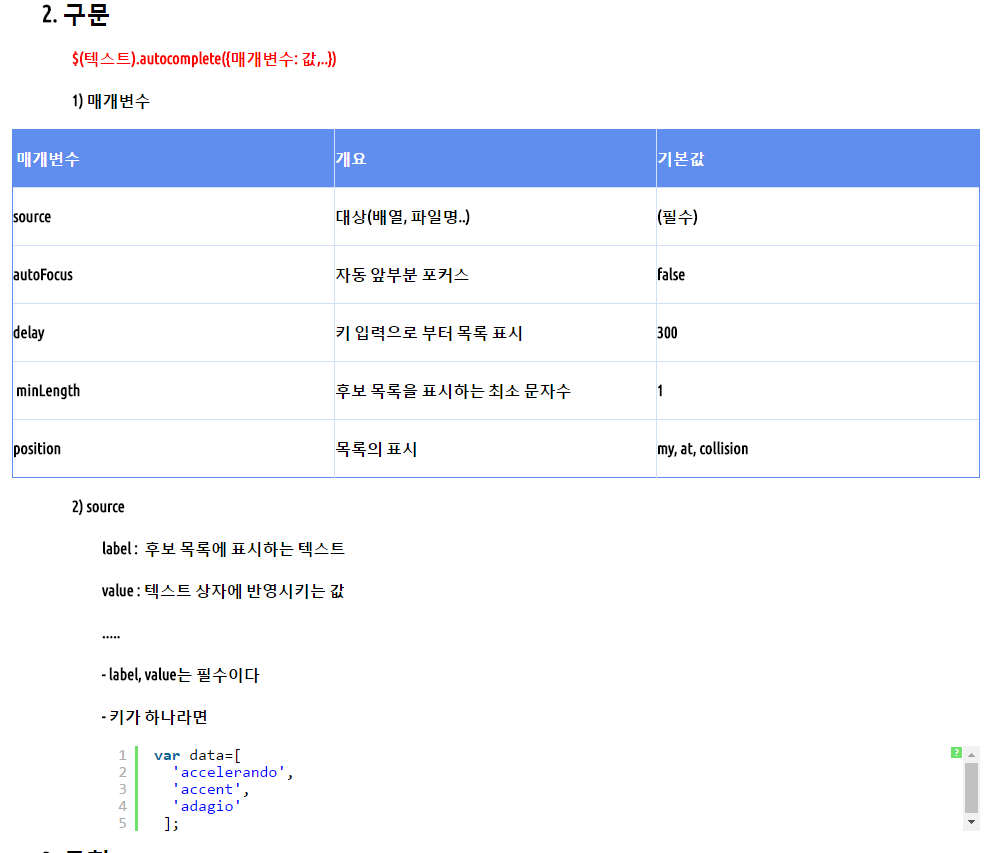 2. 구문
$(텍스트).autocomplete({매개변수: 값,..})
1) 매개변수
매개변수 개요 기본값
source 대상(배열, 파일명..) (필수)
autoFocus 자동 앞부분 포커스 false
delay 키 입력으로 부터 목록 표시 300
minLength 후보 목록을 표시하는 최소 문자수 1
position 목록의 표시 my, at, collision
2) source
label : 후보 목록에 표시하는 텍스트
value : 텍스트 상자에 반영시키는 값
.....
- label, value는 필수이다
- 키가 하나라면
1 var data=[
2 'accelerando',
3 'accent',
4 'adagio'
5 ];
?